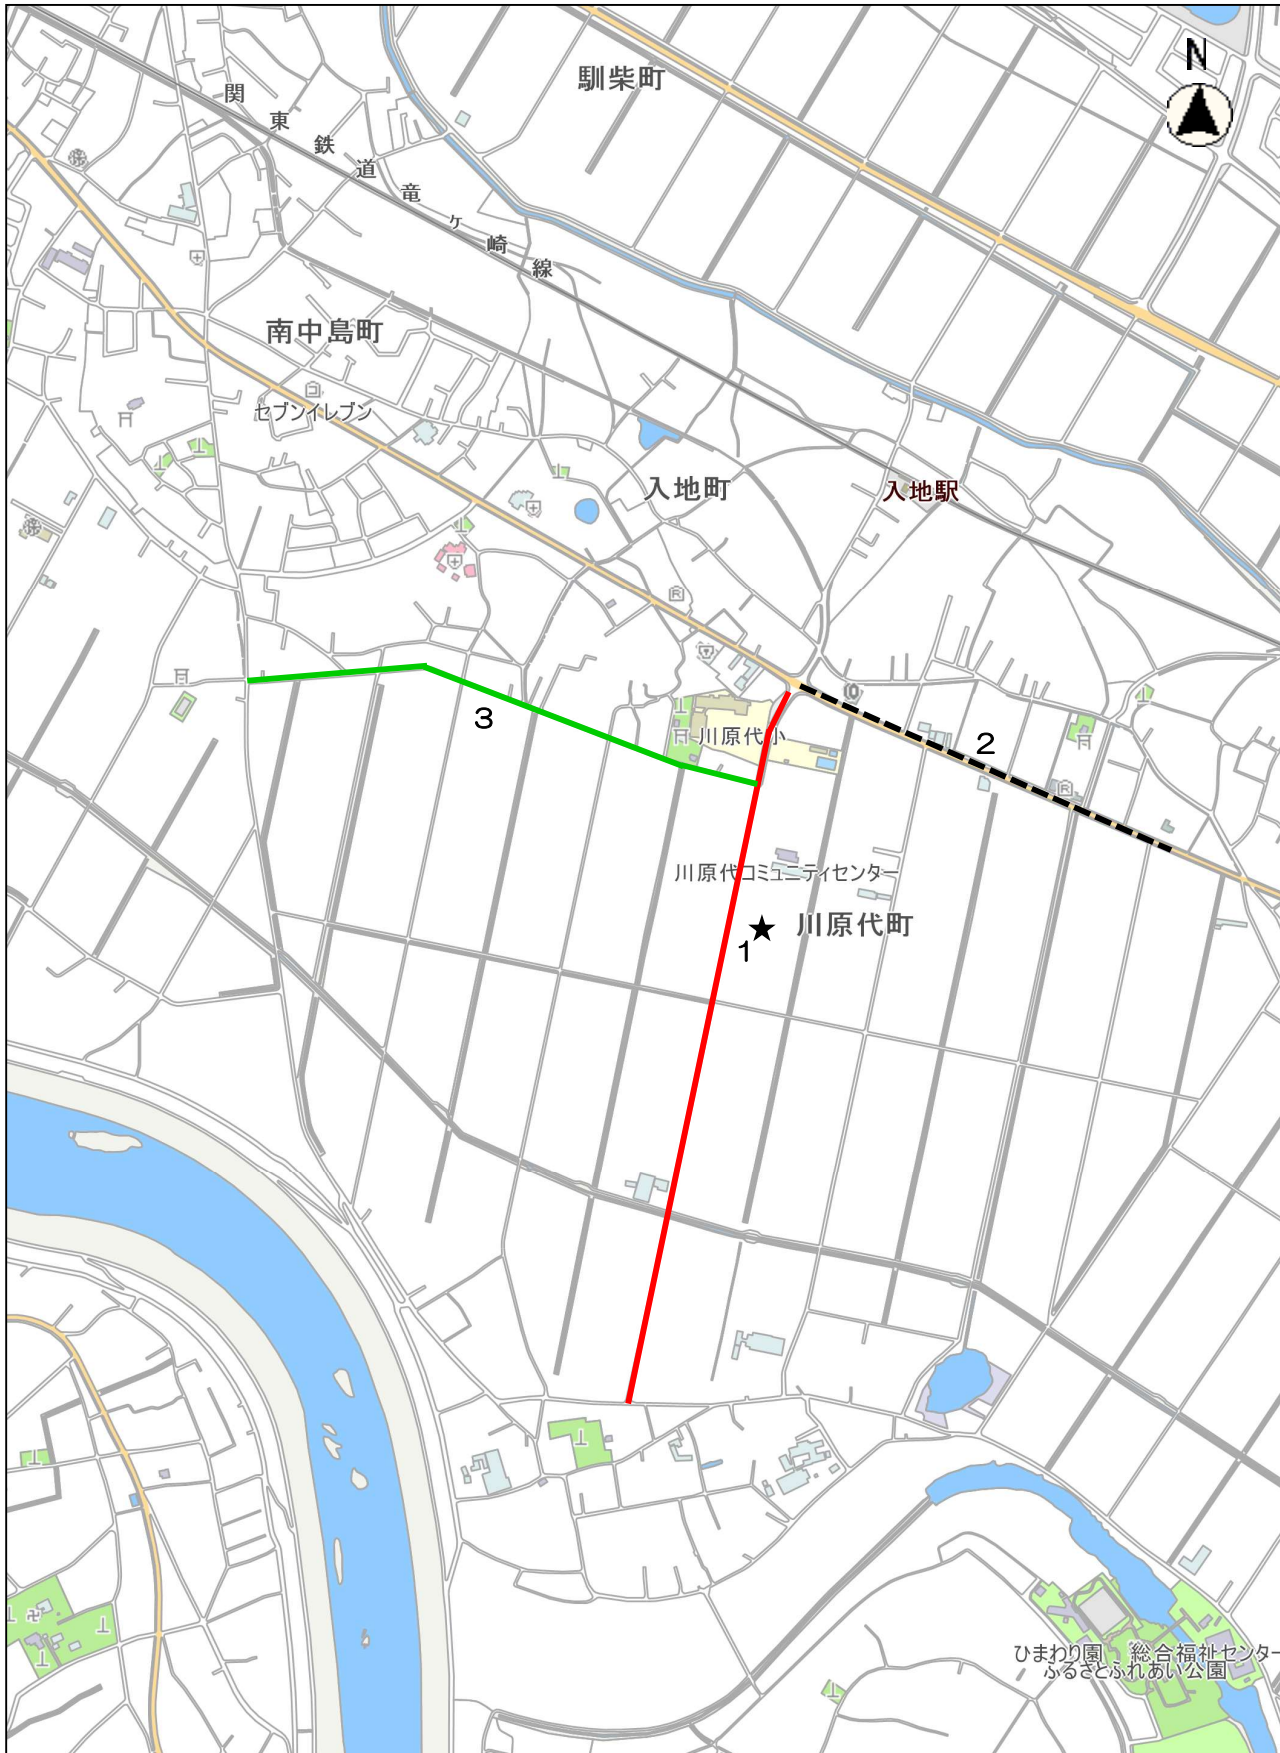 N
馴柴町
関東鉄道竜ヶ崎線
南中島町
セブンイレブン
入地町
入地駅
3
川原代小
2
川原代コミュニティセンター
★ 川原代町
1
ひまわり園
総合福祉センター
ふるさとふれあい公園